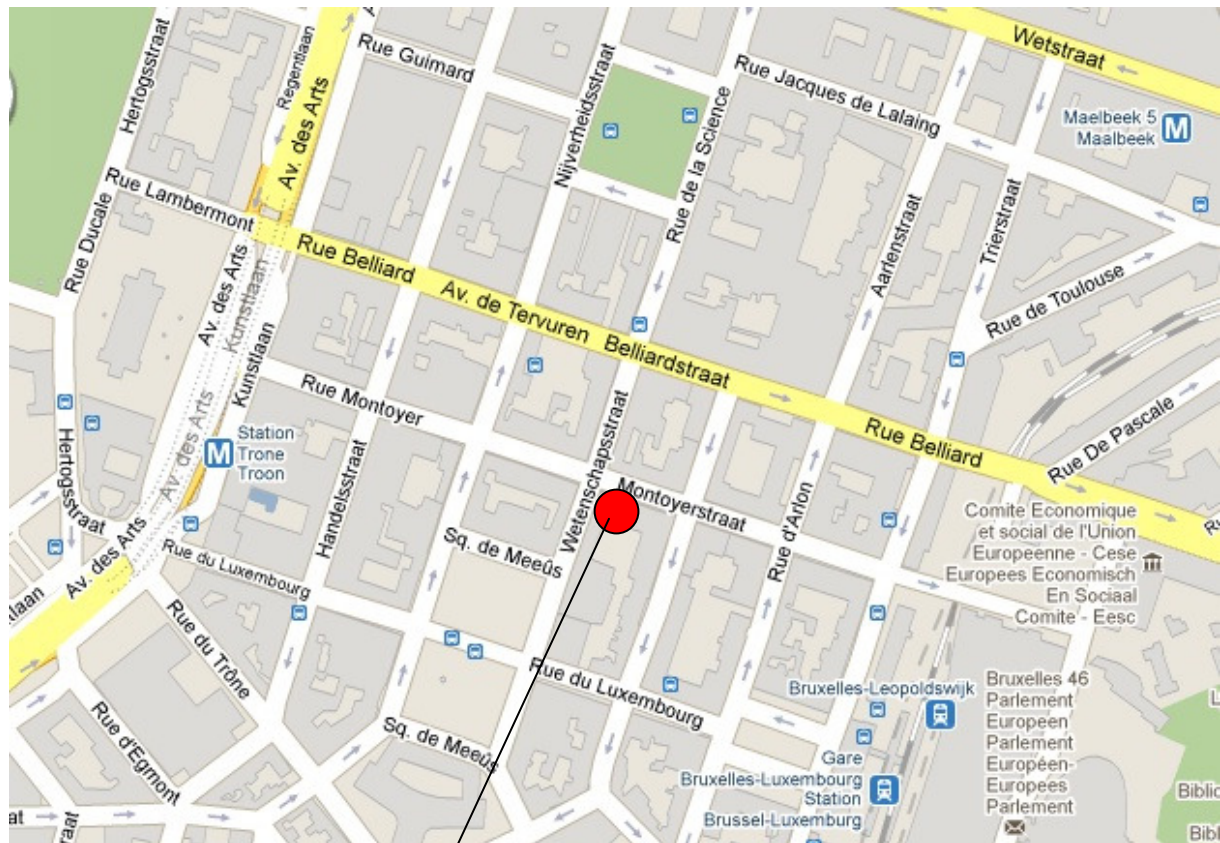 Hertogsstraat
Regentlaan
Av. des Arts
Rue Guimard
Nijverheidsstraat
Rue de la Science
Rue Jacques de Lalaing
Wetstraat
Maelbeek 5
Maalbeek
M
Rue Lambermont
Rue Ducale
Av. des Arts
Kunstlaan
Kunstlaan
Rue Belliard
Av. de Tervuren
Belliardstraat
Rue Belliard
Aarlenstraat
Trierstraat
Rue de Toulouse
Rue De Pascale
Rue Montoyer
Av. des Arts
M
Station
Trone
Troon
Hertogsstraat
Handelsstraat
Wetenschapsstraat
Montoyerstraat
Rue d'Arlon
Comite Economique
et social de l'Union
Europeenne - Cese
Europees Economisch
En Sociaal
Comite - Eesc
Sq. de Meeûs
Av. des Arts
Rue du Luxembourg
Rue du Trône
Rue d'Egmont
Rue du Luxembourg
Sq. de Meeûs
Bruxelles-Leopoldswijk
Gare
Bruxelles-Luxembourg
Station
Brussel-Luxemburg
Bruxelles 46
Parlement
Europeen
Parlement
Européen-
Europees
Parlement